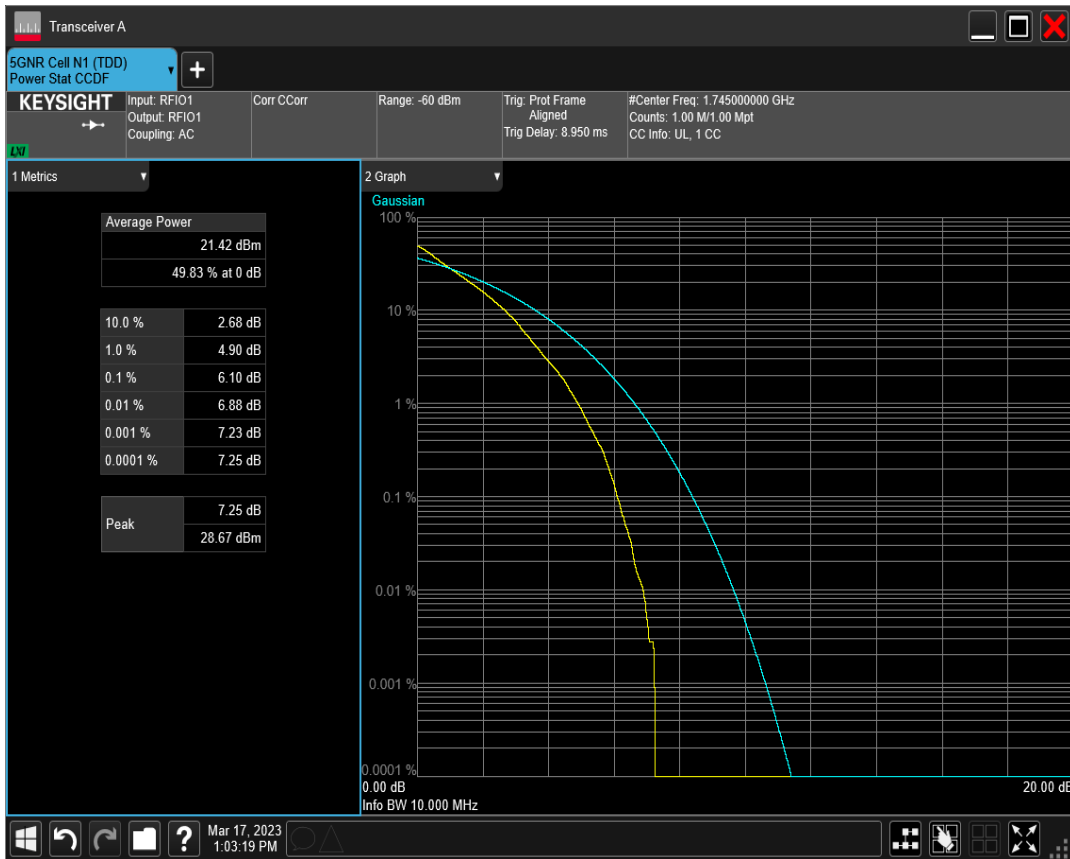 Transceiver A
5GNR Cell N1 (TDD)
Power Stat CCDF
KEYSIGHT
LXI
Input: RFIO1
Output: RFIO1
Coupling: AC
Corr CCorr
Range: -60 dBm
Trig: Prot Frame
Aligned
Trig Delay: 8.950 ms
#Center Freq: 1.745000000 GHz
Counts: 1.00 M/1.00 Mpt
CC Info: UL, 1 CC
1 Metrics
Average Power
21.42 dBm
49.83 % at 0 dB
10.0 % 2.68 dB
1.0 % 4.90 dB
0.1 % 6.10 dB
0.01 % 6.88 dB
0.001 % 7.23 dB
0.0001 % 7.25 dB
Peak 7.25 dB
28.67 dBm
2 Graph
Gaussian
100 %
10 %
1 %
0.1 %
0.01 %
0.001 %
0.0001 %
0.00 dB 20.00 dB
Info BW 10.000 MHz
Mar 17, 2023
1:03:19 PM